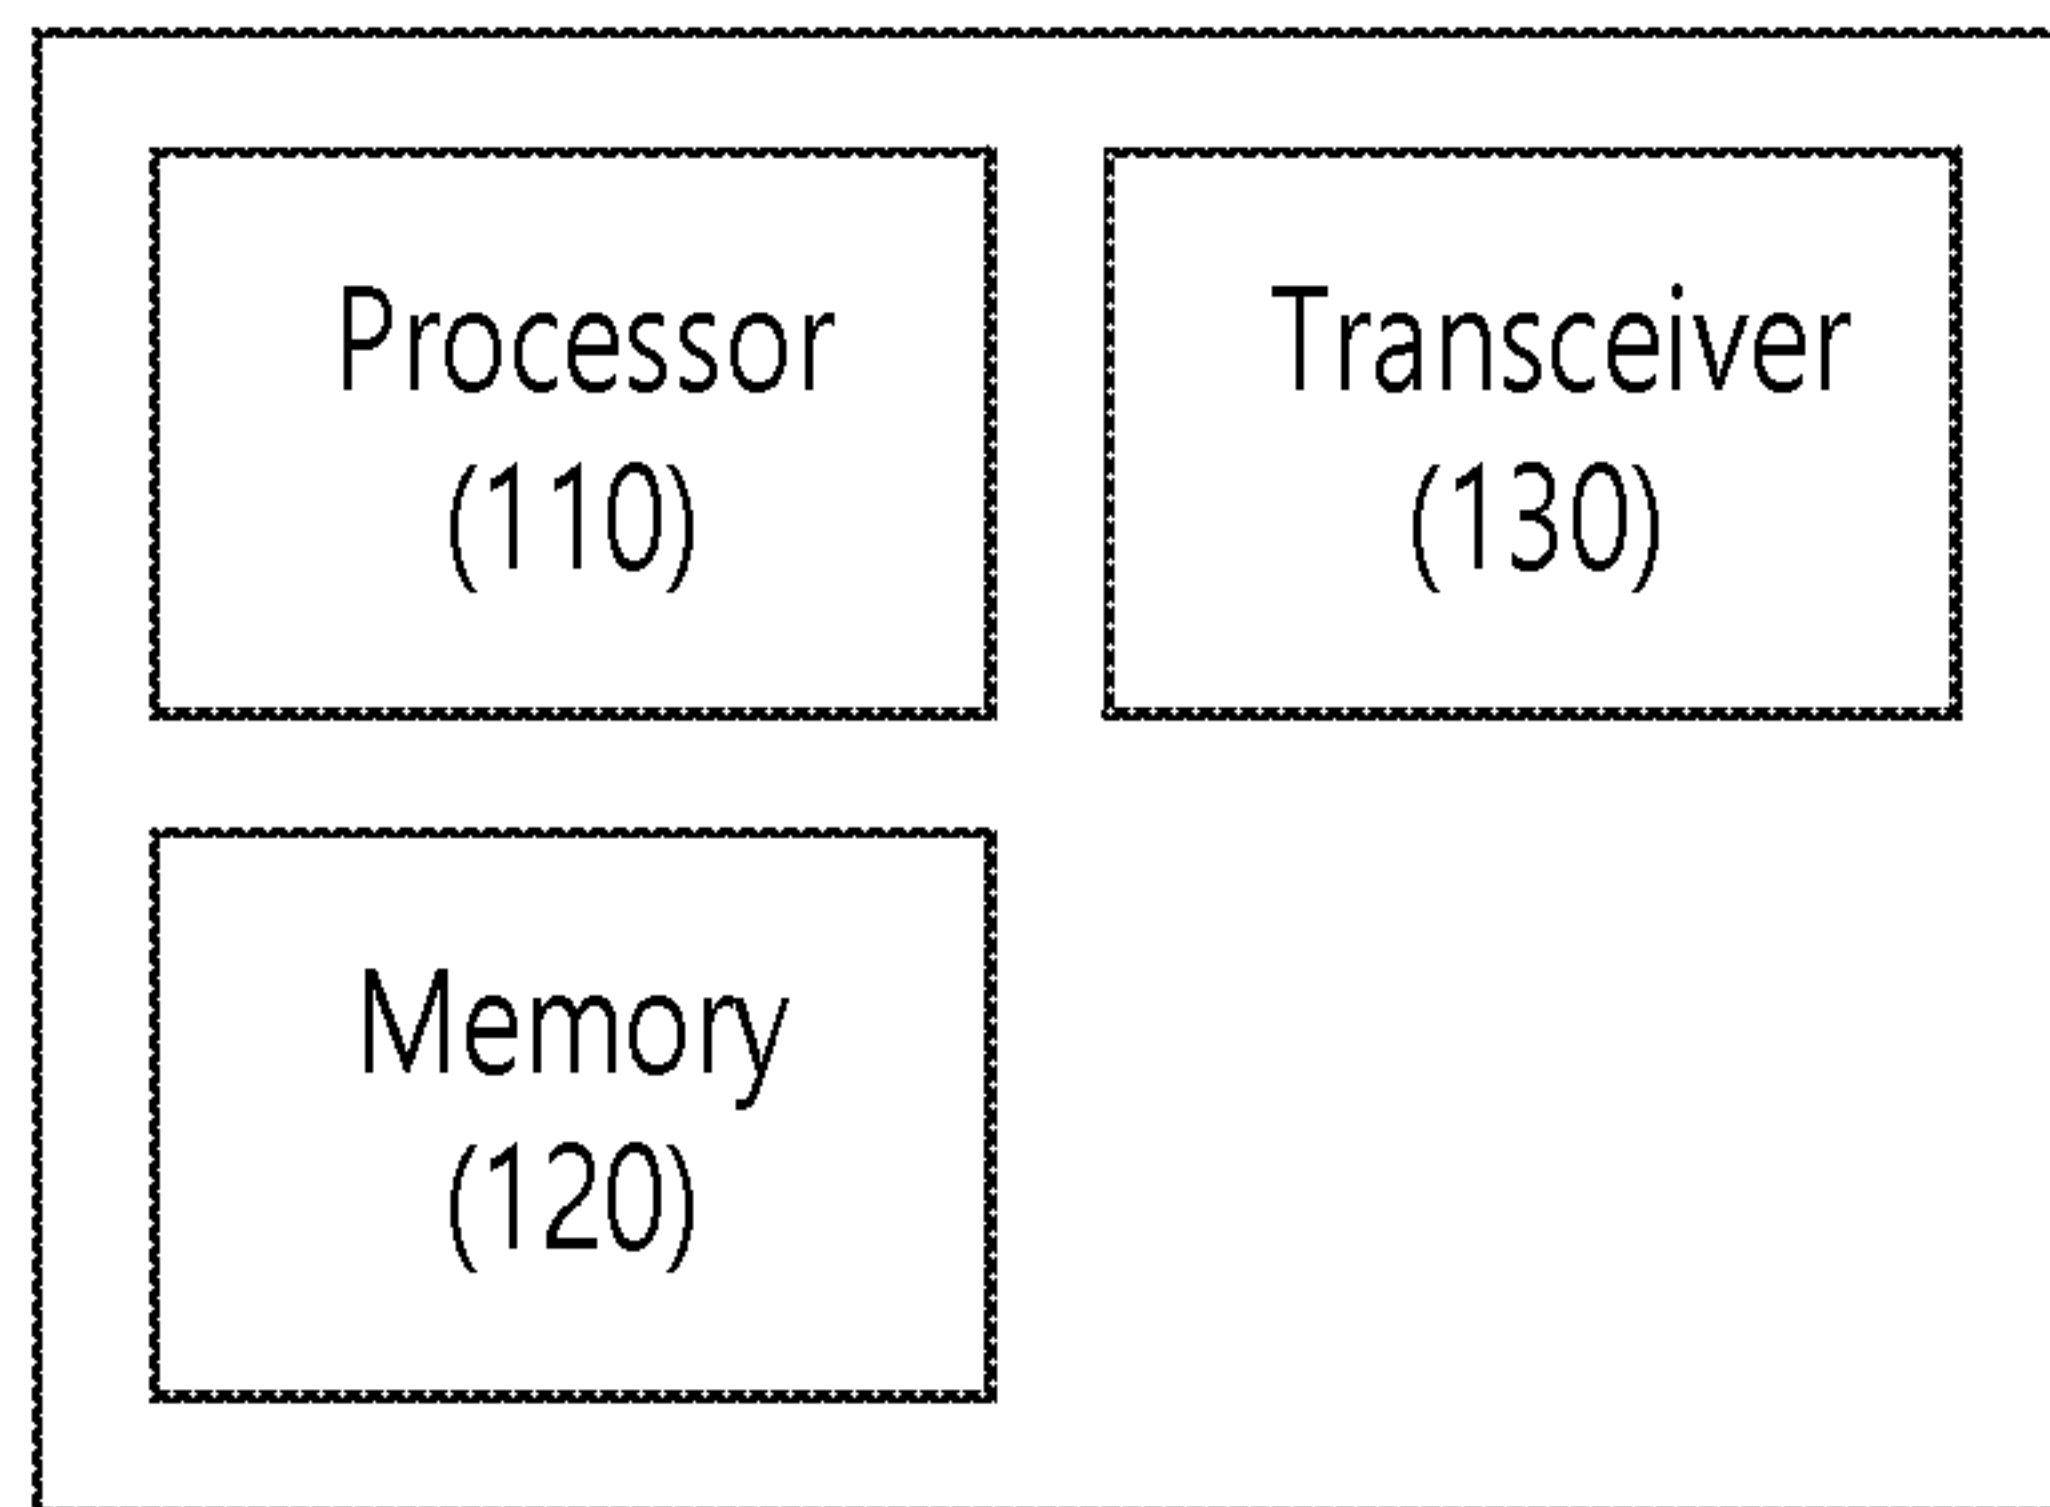 Processor
(110)
Transceiver
(130)
Memory
(120)